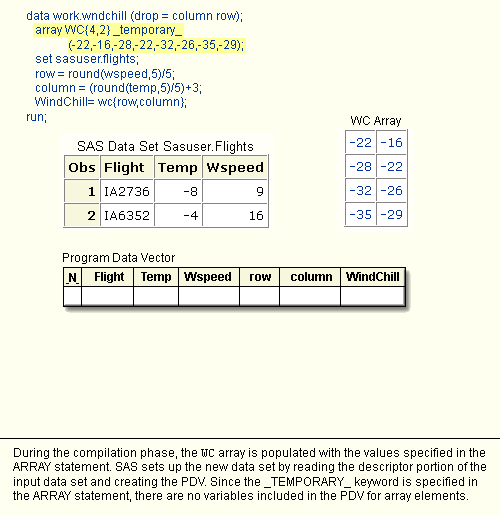 data work.wndchill (drop = column row);
array WC{4,2} _temporary_
(-22,-16,-28,-22,-32,-26,-35,-29);
set sasuser.flights;
row = round(wspeed,5)/5;
column = (round(temp,5)/5)+3;
WindChill= wc{row,column};
run;
WC Array
-22 -16
-28 -22
-32 -26
-35 -29
SAS Data Set Sasuser.Flights
Obs Flight Temp Wspeed
1 IA2736 -8 9
2 IA6352 -4 16
Program Data Vector
_N_ Flight Temp Wspeed row column WindChill
During the compilation phase, the WC array is populated with the values specified in the
ARRAY statement. SAS sets up the new data set by reading the descriptor portion of the
input data set and creating the PDV. Since the _TEMPORARY_ keyword is specified in
the ARRAY statement, there are no variables included in the PDV for array elements.